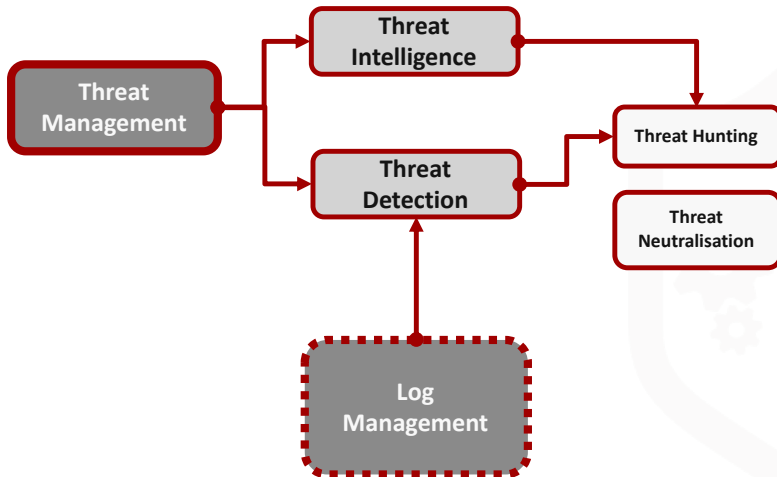 Threat
Intelligence
Threat
Management
Threat Hunting
Threat
Detection
Threat
Neutralisation
Log
Management